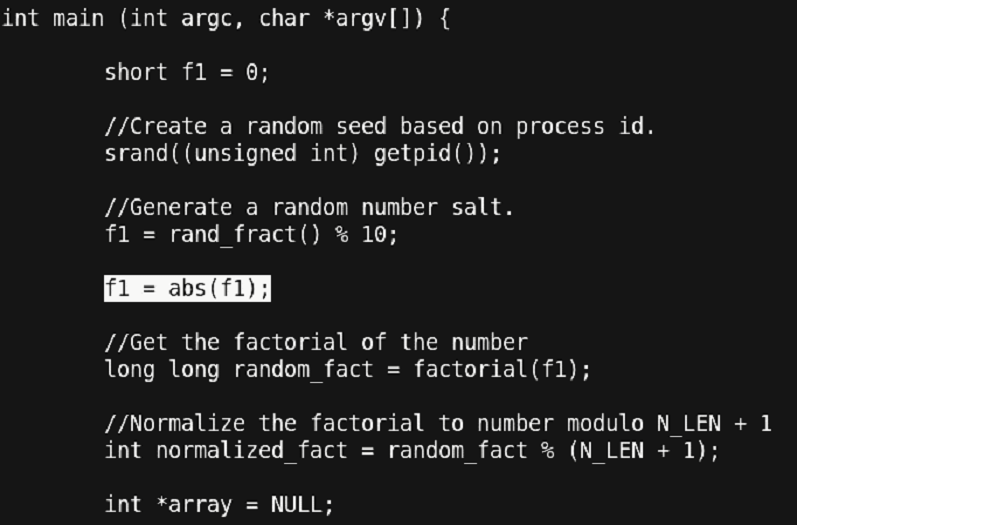 int main (int argc, char *argv[]) {
short f1 = 0;
//Create a random seed based on process id.
srand((unsigned int) getpid());
//Generate a random number salt.
f1 = rand_fract() % 10;
f1 = abs(f1);
//Get the factorial of the number
long long random_fact = factorial(f1);
//Normalize the factorial to number modulo N_LEN + 1
int normalized_fact = random_fact % (N_LEN + 1);
int *array = NULL;